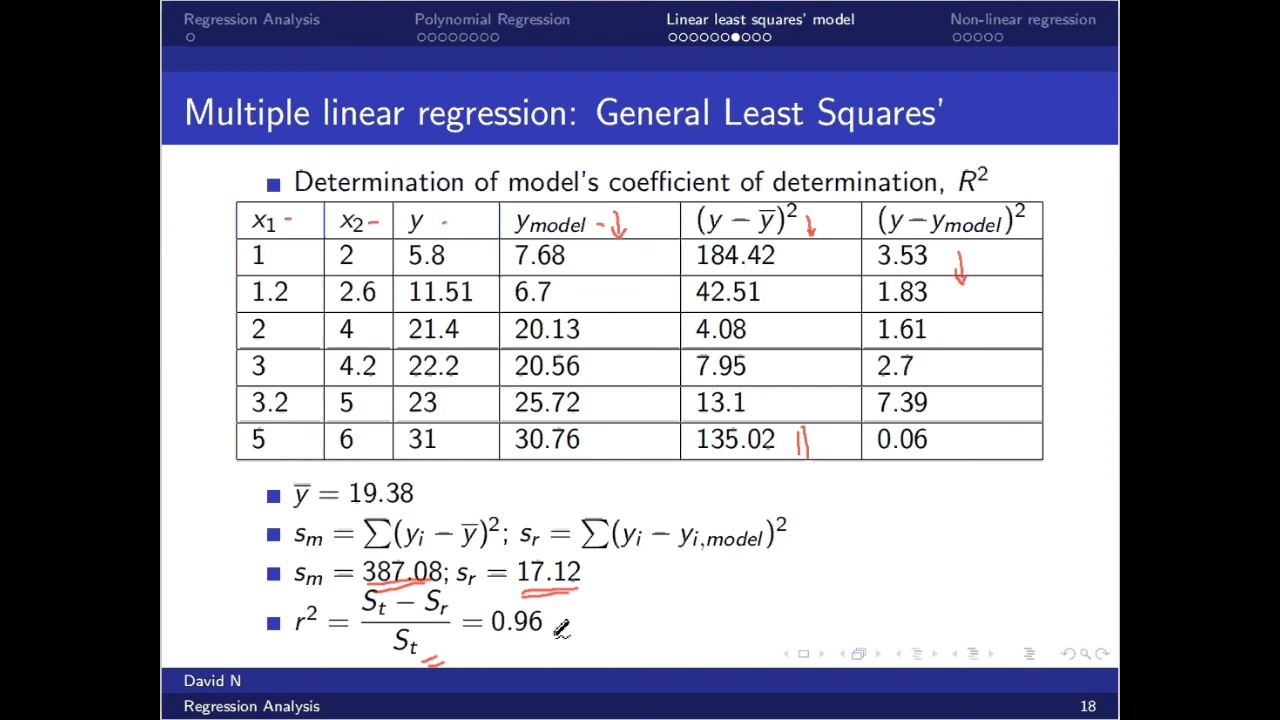 Regression Analysis Polynomial Regression Linear least squares' model Non-linear regression
Multiple linear regression: General Least Squares'
Determination of model's coefficient of determination, R²
x₁ x₂ y y_model (y − ȳ)² (y − y_model)²
1 2 5.8 7.68 184.42 3.53
1.2 2.6 11.51 6.7 42.51 1.83
2 4 21.4 20.13 4.08 1.61
3 4.2 22.2 20.56 7.95 2.7
3.2 5 23 25.72 13.1 7.39
5 6 31 30.76 135.02 0.06
ȳ = 19.38
s_m = ∑(y_i − ȳ)²; s_r = ∑(y_i − y_i,model)²
s_m = 387.08; s_r = 17.12
r² = (S_t − S_r) / S_t = 0.96
David N
Regression Analysis 18